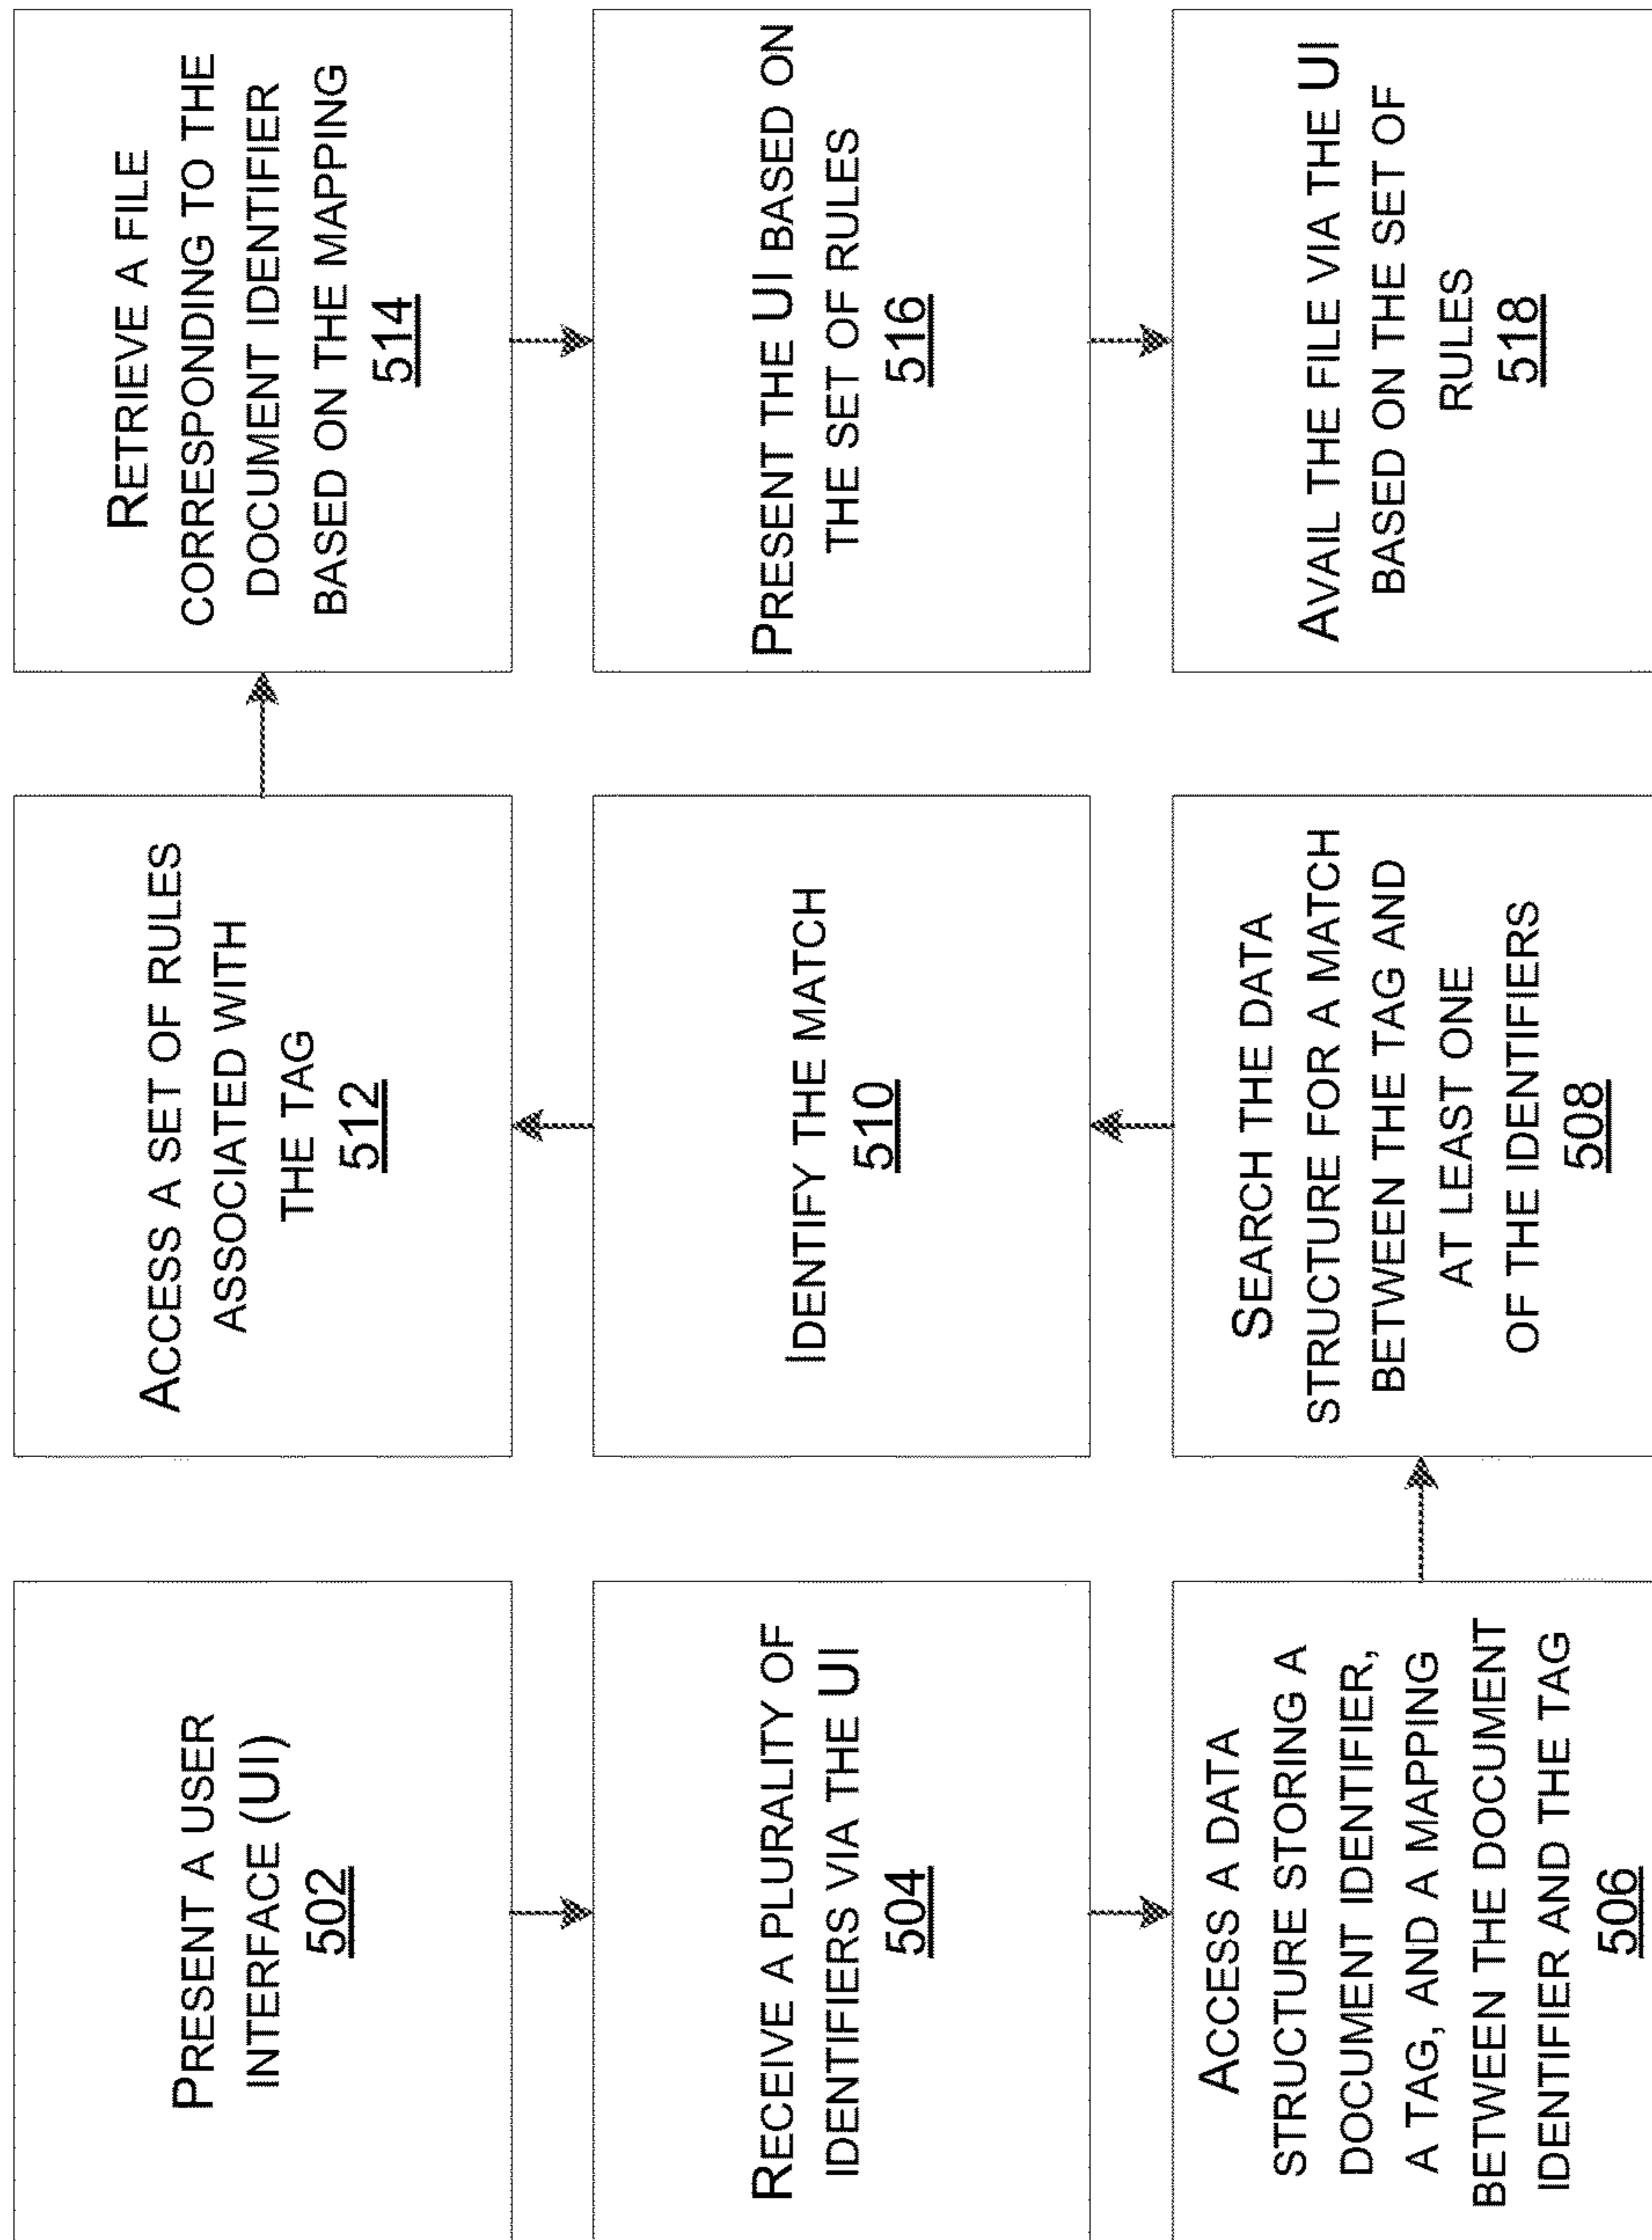 PRESENT A USER
INTERFACE (UI)
502
RECEIVE A PLURALITY OF
IDENTIFIERS VIA THE UI
504
ACCESS A DATA
STRUCTURE STORING A
DOCUMENT IDENTIFIER,
A TAG, AND A MAPPING
BETWEEN THE DOCUMENT
IDENTIFIER AND THE TAG
506
SEARCH THE DATA
STRUCTURE FOR A MATCH
BETWEEN THE TAG AND
AT LEAST ONE
OF THE IDENTIFIERS
508
IDENTIFY THE MATCH
510
ACCESS A SET OF RULES
ASSOCIATED WITH
THE TAG
512
RETRIEVE A FILE
CORRESPONDING TO THE
DOCUMENT IDENTIFIER
BASED ON THE MAPPING
514
PRESENT THE UI BASED ON
THE SET OF RULES
516
AVAIL THE FILE VIA THE UI
BASED ON THE SET OF
RULES
518